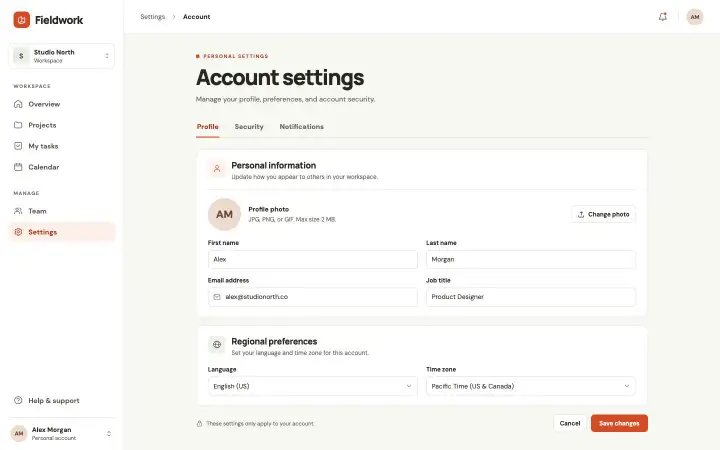 Fieldwork
S
Studio North
Workspace
WORKSPACE
Overview
Projects
My tasks
Calendar
MANAGE
Team
Settings
Help & support
AM
Alex Morgan
Personal account
Settings
Account
AM
PERSONAL SETTINGS
Account settings
Manage your profile, preferences, and account security.
Profile
Security
Notifications
Personal information
Update how you appear to others in your workspace.
AM
Profile photo
JPG, PNG, or GIF. Max size 2 MB.
Change photo
First name
Alex
Last name
Morgan
Email address
alex@studionorth.co
Job title
Product Designer
Regional preferences
Set your language and time zone for this account.
Language
English (US)
Time zone
Pacific Time (US & Canada)
These settings only apply to your account.
Cancel
Save changes